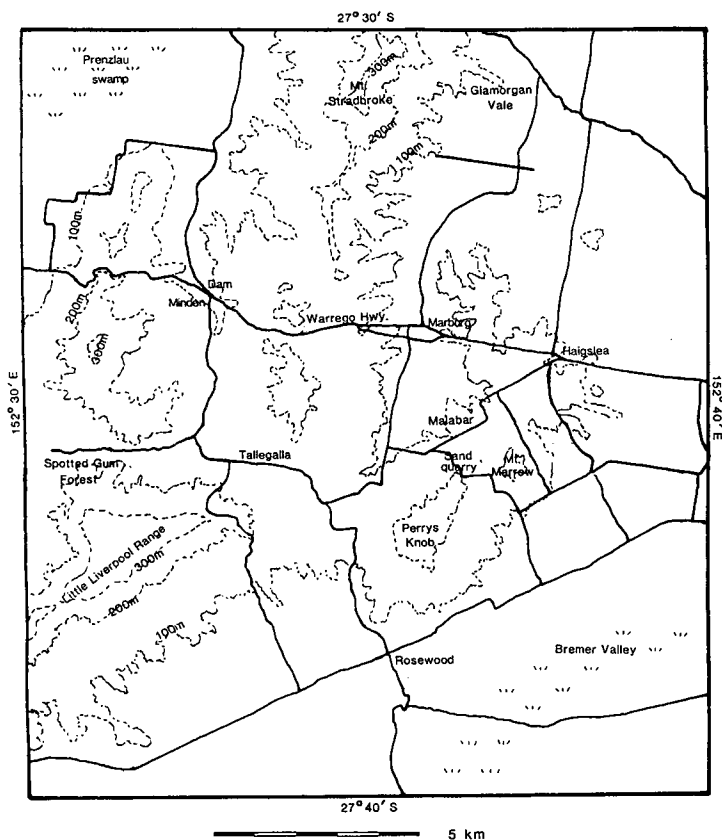 27° 30' S
Prenzlau
swamp
300m
Mt.
Stradbroke
Glamorgan
Vale
200m
100m
100m
Dam
Minden
200m
Warrego Hwy.
Marburg
300m
Haigslea
152° 30' E
152° 40' E
Malabar
Tallegalla
Sand
quarry
Mt.
Marrow
Spotted Gum
Forest
Perrys
Knob
Little Liverpool Range
300m
200m
100m
Rosewood
Bremer Valley
27° 40' S
5 km